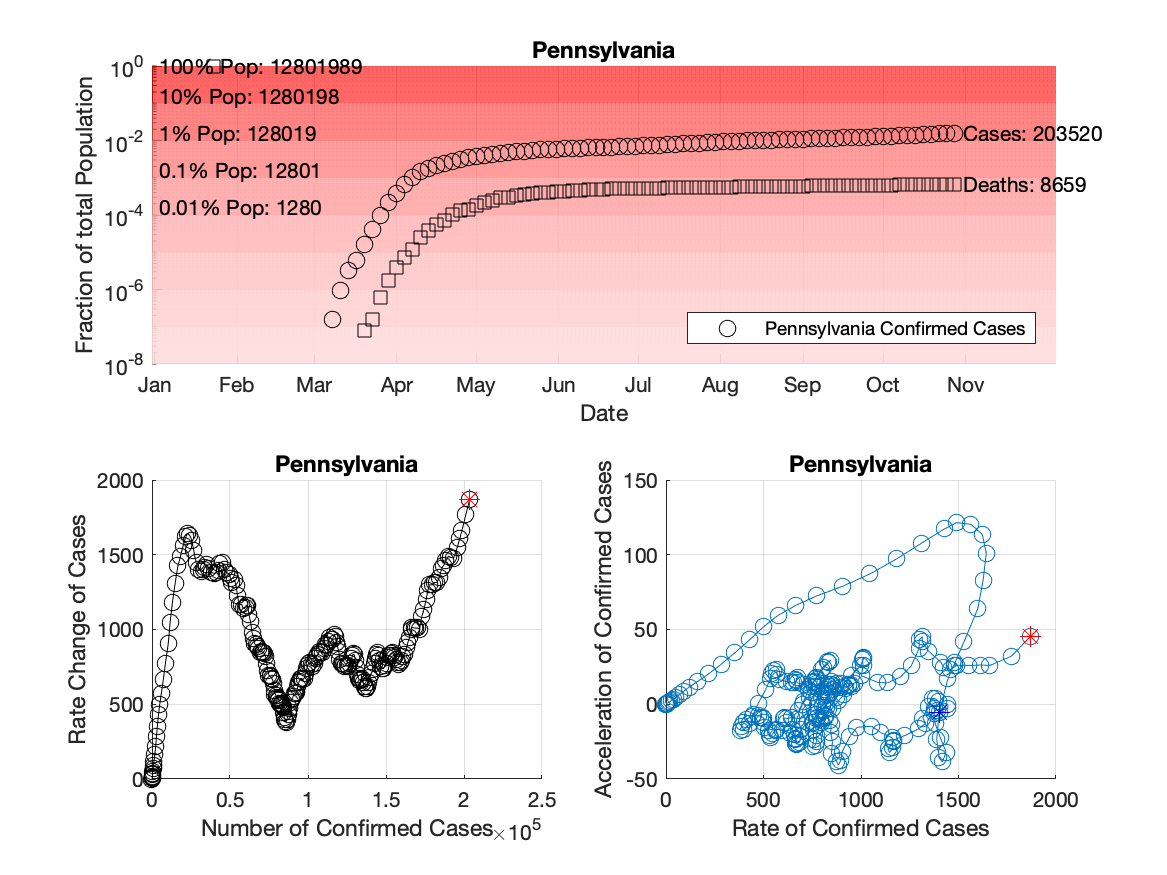 Pennsylvania
Fraction of total Population
10^0
10^-2
10^-4
10^-6
10^-8
100% Pop: 12801989
10% Pop: 1280198
1% Pop: 128019
0.1% Pop: 12801
0.01% Pop: 1280
Cases: 203520
Deaths: 8659
Pennsylvania Confirmed Cases
Jan Feb Mar Apr May Jun Jul Aug Sep Oct Nov
Date
Pennsylvania
Rate Change of Cases
2000
1500
1000
500
0
0 0.5 1 1.5 2 2.5
Number of Confirmed Cases ×10^5
Pennsylvania
Acceleration of Confirmed Cases
150
100
50
0
-50
0 500 1000 1500 2000
Rate of Confirmed Cases